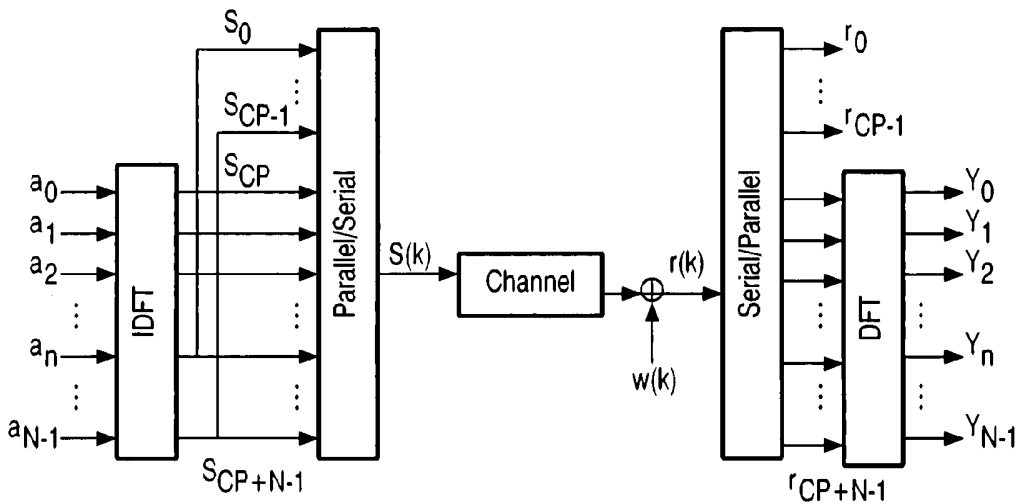 S0
SCP-1
SCP
a0
a1
a2
⋮
an
⋮
aN-1
IDFT
⋮
⋮
⋮
SCP+N-1
Parallel/Serial
S(k)
Channel
r(k)
w(k)
Serial/Parallel
r0
⋮
rCP-1
⋮
⋮
rCP+N-1
DFT
Y0
Y1
Y2
⋮
Yn
⋮
YN-1